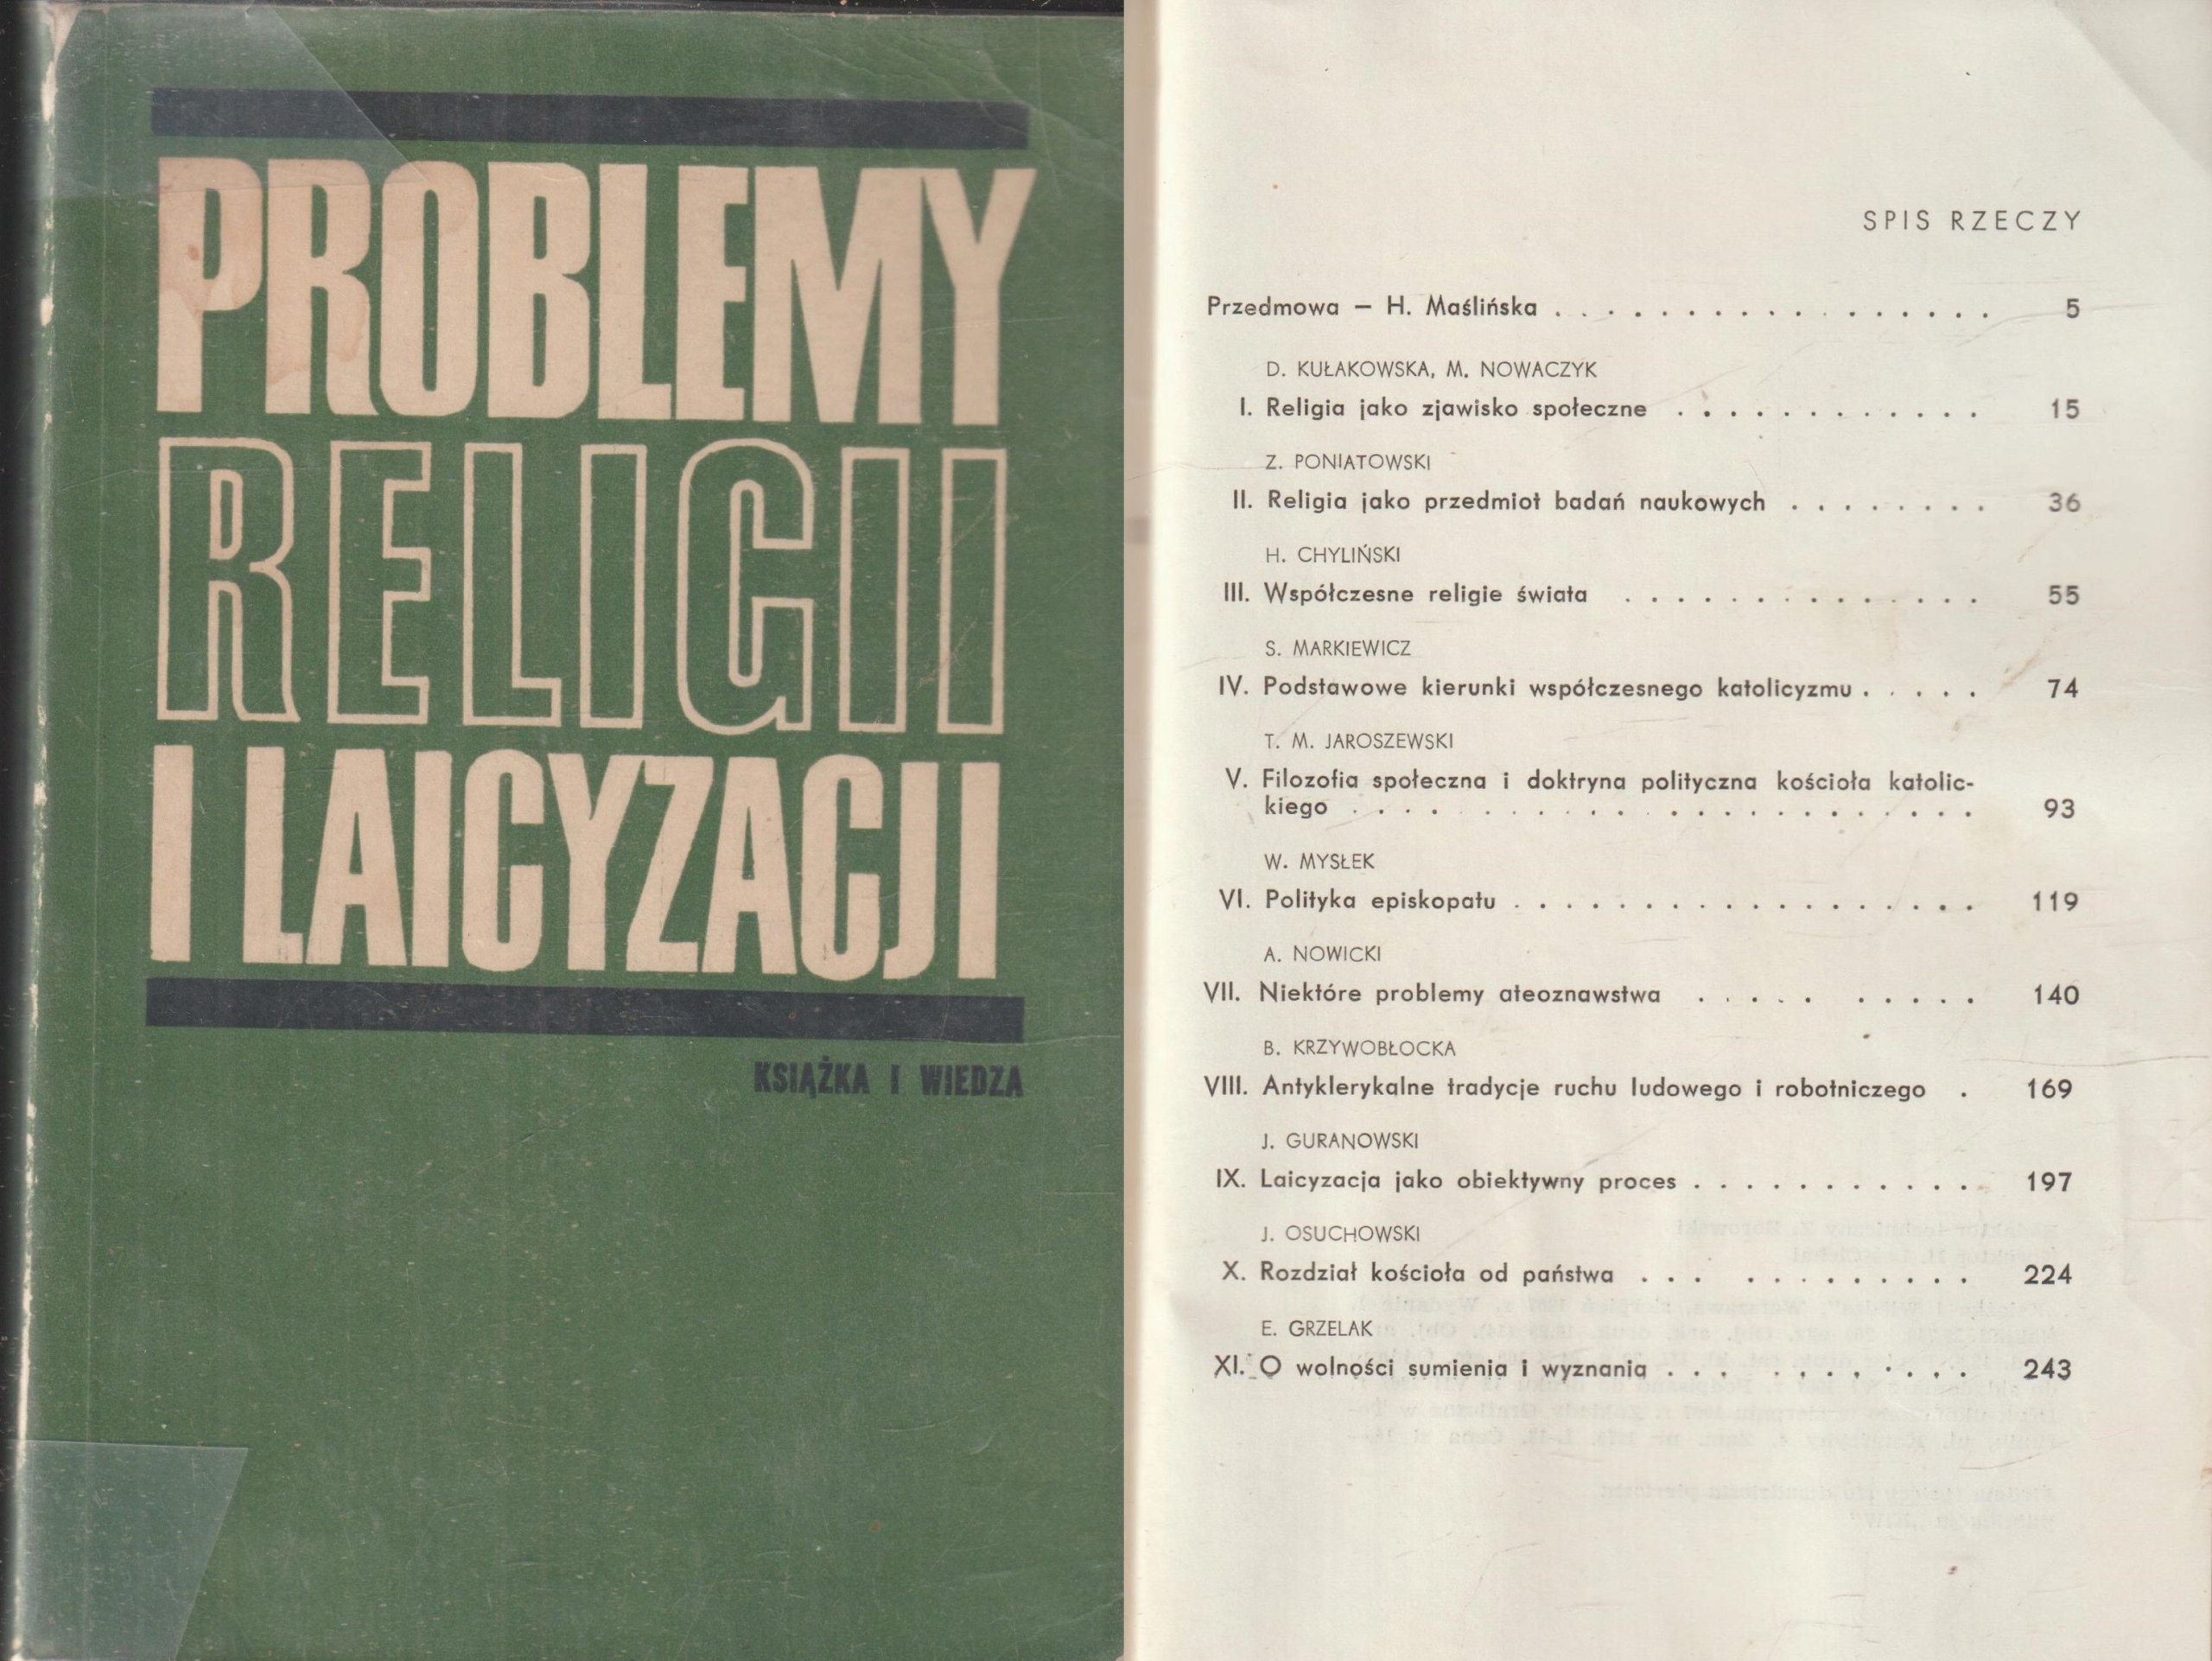 PROBLEMY
RELIGII
I LAICYZACJI
KSIĄŻKA I WIEDZA
SPIS RZECZY
Przedmowa — H. Maślińska . . . . . . . . . . . . . . . . . 5
D. KUŁAKOWSKA, M. NOWACZYK
I. Religia jako zjawisko społeczne . . . . . . . . . . . . 15
Z. PONIATOWSKI
II. Religia jako przedmiot badań naukowych . . . . . . . . 36
H. CHYLIŃSKI
III. Współczesne religie świata . . . . . . . . . . . . . . 55
S. MARKIEWICZ
IV. Podstawowe kierunki współczesnego katolicyzmu . . . . . 74
T. M. JAROSZEWSKI
V. Filozofia społeczna i doktryna polityczna kościoła katolic-
kiego . . . . . . . . . . . . . . . . . . . . . . . 93
W. MYSŁEK
VI. Polityka episkopatu . . . . . . . . . . . . . . . . . . 119
A. NOWICKI
VII. Niektóre problemy ateoznawstwa . . . . . . . . . . 140
B. KRZYWOBŁOCKA
VIII. Antyklerykalne tradycje ruchu ludowego i robotniczego . 169
J. GURANOWSKI
IX. Laicyzacja jako obiektywny proces . . . . . . . . . . . 197
J. OSUCHOWSKI
X. Rozdział kościoła od państwa . . . . . . . . . . . . 224
E. GRZELAK
XI. O wolności sumienia i wyznania . . . . . . . . . . . 243